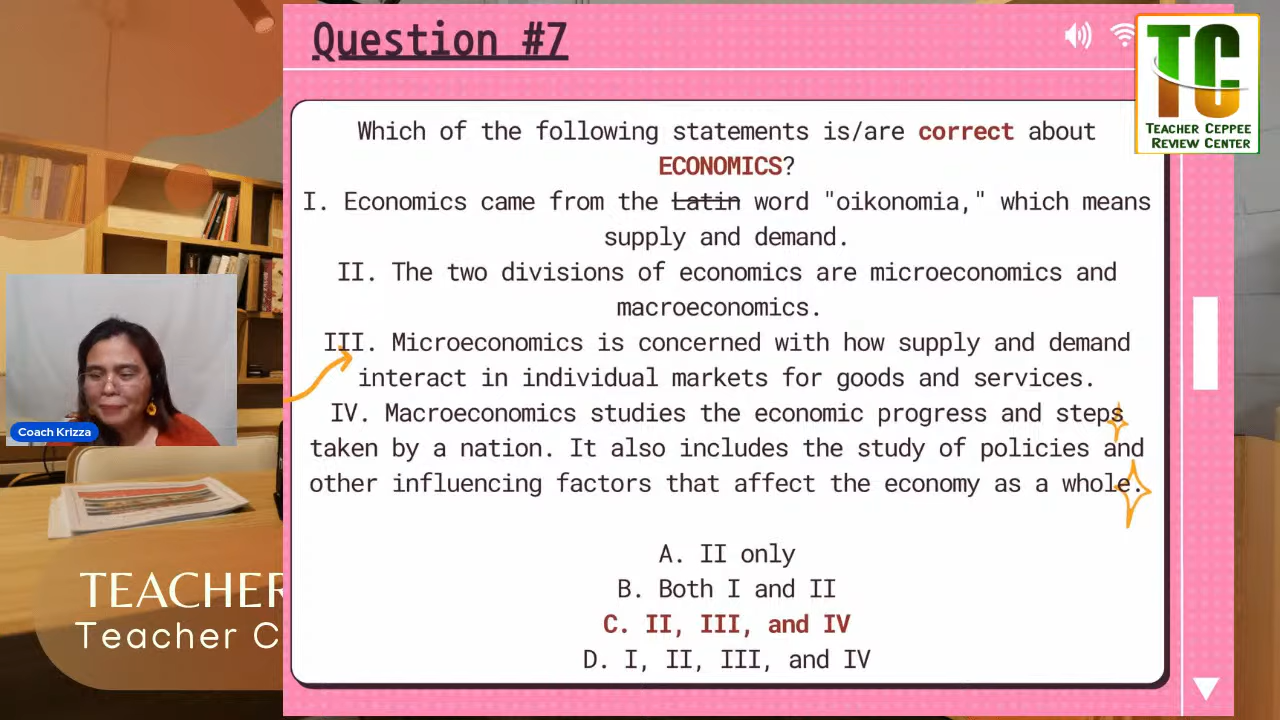 Question #7
TC
TEACHER CEPPEE
REVIEW CENTER
Which of the following statements is/are correct about
ECONOMICS?
I. Economics came from the Latin word "oikonomia," which means
supply and demand.
II. The two divisions of economics are microeconomics and
macroeconomics.
III. Microeconomics is concerned with how supply and demand
interact in individual markets for goods and services.
IV. Macroeconomics studies the economic progress and steps
taken by a nation. It also includes the study of policies and
other influencing factors that affect the economy as a whole.
A. II only
B. Both I and II
C. II, III, and IV
D. I, II, III, and IV
Coach Krizza
TEACHER
Teacher C